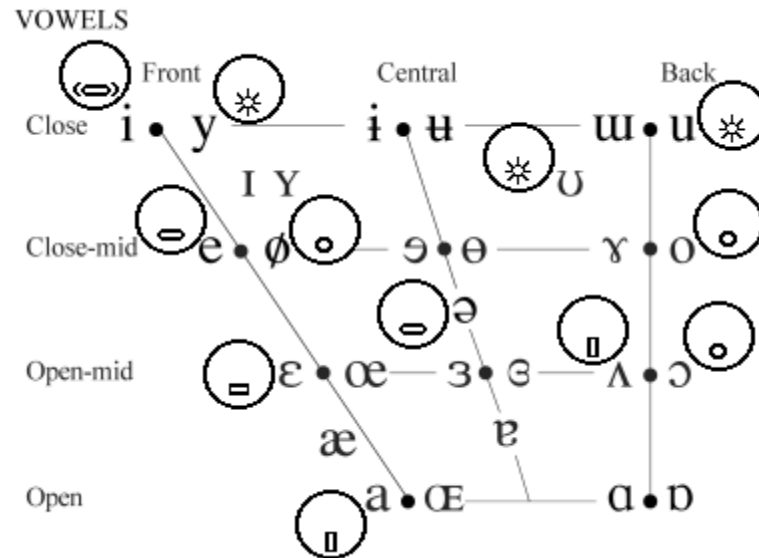 VOWELS
Front Central Back
Close i y ɨ ʉ ɯ u
ɪ ʏ ʊ
Close-mid e ø ɘ ɵ ɤ o
ə
Open-mid ɛ œ ɜ ɞ ʌ ɔ
æ ɐ
Open a ɶ ɑ ɒ